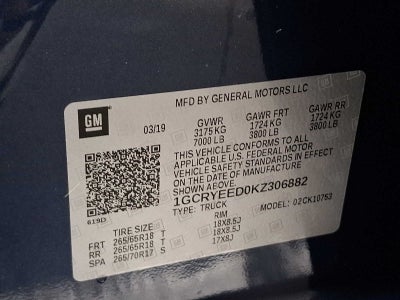 MFD BY GENERAL MOTORS LLC
GM
03/19 GVWR GAWR FRT GAWR RR
3175 KG 1724 KG 1724 KG
7000 LB 3800 LB 3800 LB
THIS VEHICLE CONFORMS TO ALL
APPLICABLE U.S. FEDERAL MOTOR
VEHICLE SAFETY STANDARDS IN EFFECT
ON THE DATE OF MANUFACTURE
SHOWN ABOVE.
1GCRYEED0KZ306882
TYPE: TRUCK MODEL: 02CK10753
619D
TIRE SIZE RIM
FRT 265/65R18 T 18X8.5J
RR 265/65R18 T 18X8.5J
SPA 265/70R17 S 17X8J